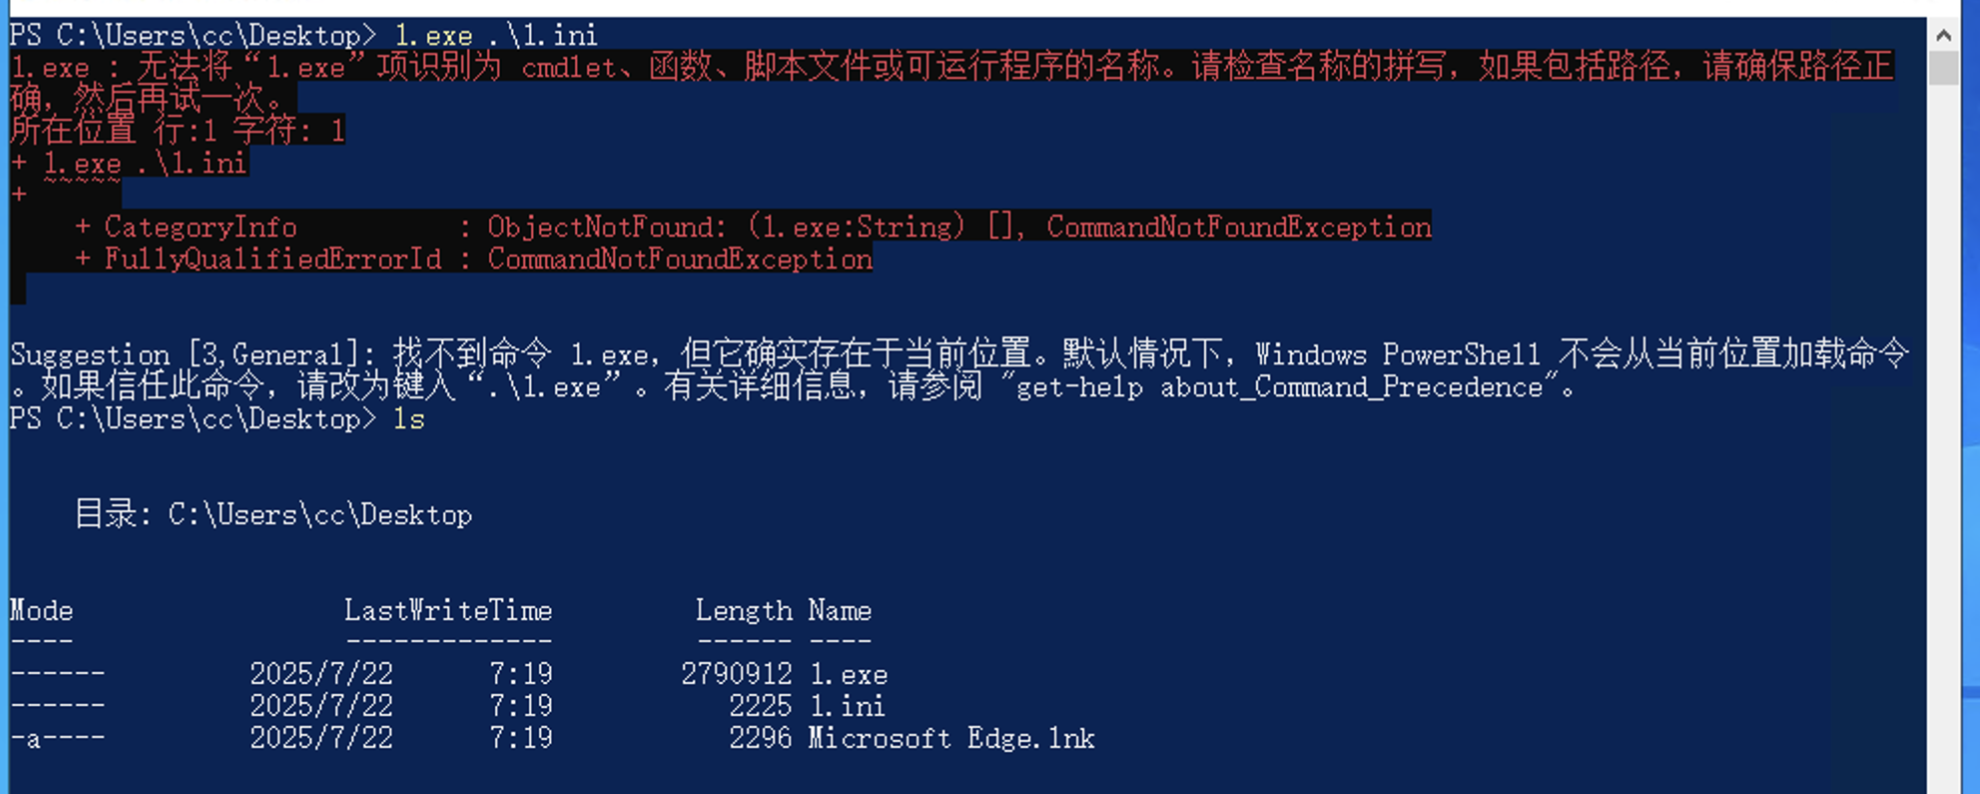 PS C:\Users\cc\Desktop> 1.exe .\1.ini
1.exe : 无法将“1.exe”项识别为 cmdlet、函数、脚本文件或可运行程序的名称。请检查名称的拼写，如果包括路径，请确保路径正
确，然后再试一次。
所在位置 行:1 字符: 1
+ 1.exe .\1.ini
+ ~~~~~
    + CategoryInfo          : ObjectNotFound: (1.exe:String) [], CommandNotFoundException
    + FullyQualifiedErrorId : CommandNotFoundException
Suggestion [3,General]: 找不到命令 1.exe，但它确实存在于当前位置。默认情况下，Windows PowerShell 不会从当前位置加载命令
。如果信任此命令，请改为键入“.\1.exe”。有关详细信息，请参阅 "get-help about_Command_Precedence"。
PS C:\Users\cc\Desktop> ls
    目录: C:\Users\cc\Desktop
Mode                 LastWriteTime         Length Name
----                 -------------         ------ ----
------         2025/7/22      7:19        2790912 1.exe
------         2025/7/22      7:19           2225 1.ini
-a----         2025/7/22      7:19           2296 Microsoft Edge.lnk